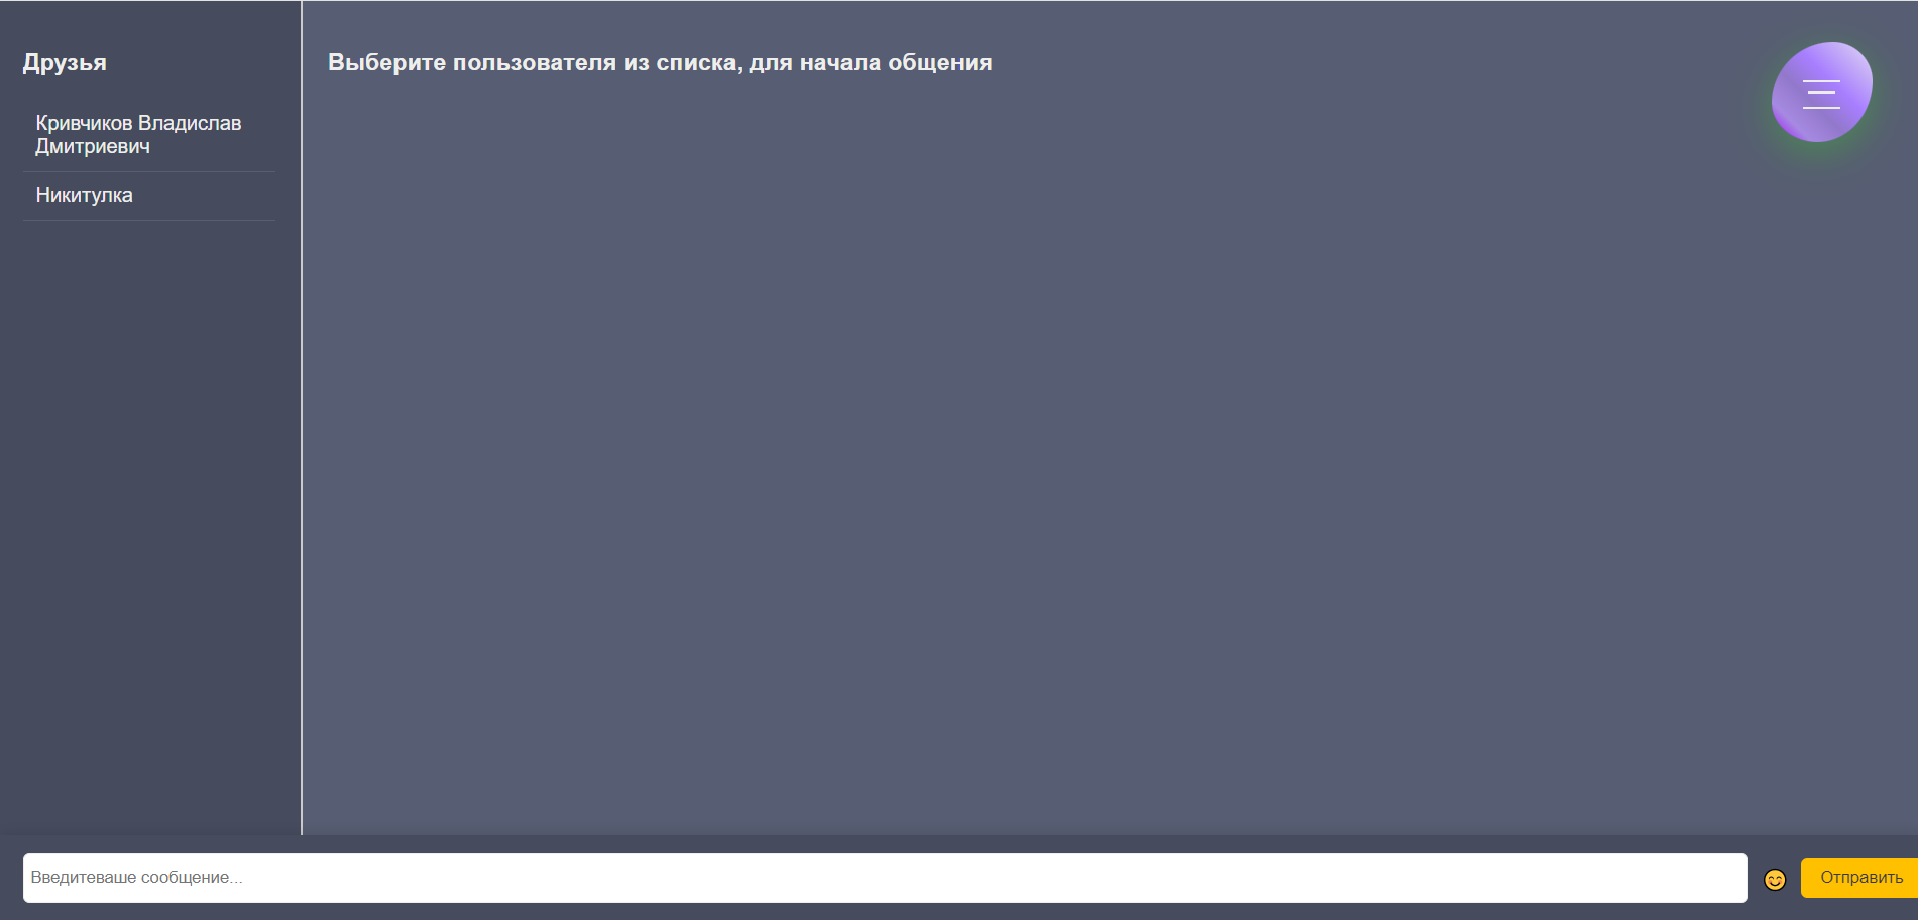 Друзья
Выберите пользователя из списка, для начала общения
Кривчиков Владислав
Дмитриевич
Никитулка
Введитеваше сообщение...
Отправить